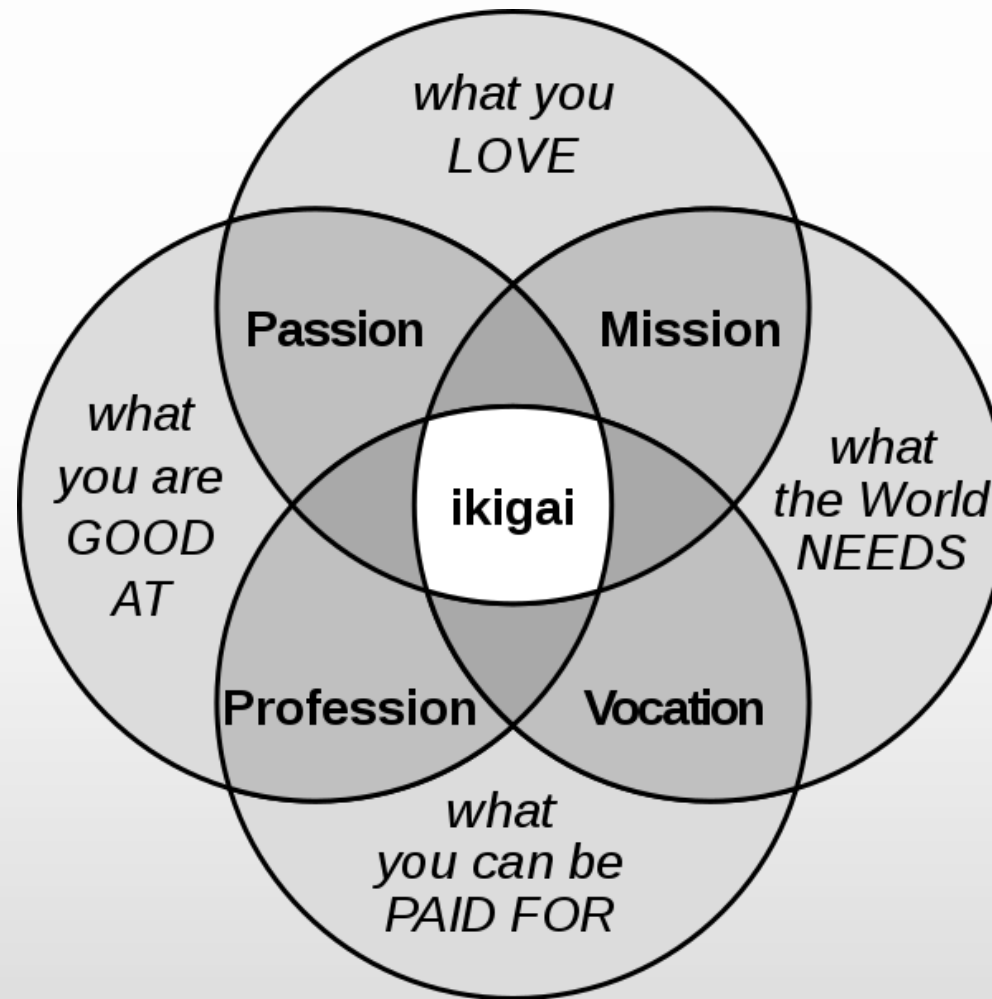 what you
LOVE
Passion
Mission
what
you are
GOOD
AT
ikigai
what
the World
NEEDS
Profession
Vocation
what
you can be
PAID FOR